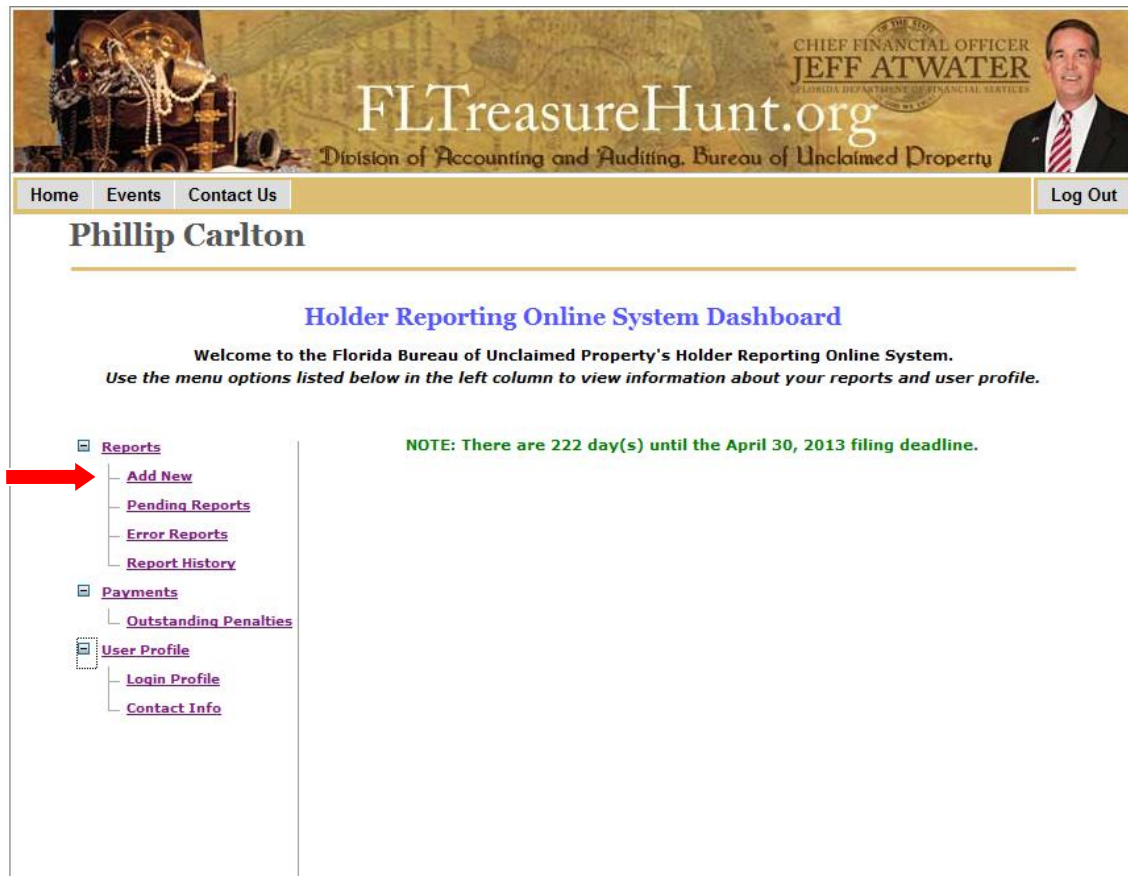 CHIEF FINANCIAL OFFICER
JEFF ATWATER
FLORIDA DEPARTMENT OF FINANCIAL SERVICES
FLTreasureHunt.org
Division of Accounting and Auditing, Bureau of Unclaimed Property
Home Events Contact Us Log Out
Phillip Carlton
Holder Reporting Online System Dashboard
Welcome to the Florida Bureau of Unclaimed Property's Holder Reporting Online System.
Use the menu options listed below in the left column to view information about your reports and user profile.
Reports
NOTE: There are 222 day(s) until the April 30, 2013 filing deadline.
Add New
Pending Reports
Error Reports
Report History
Payments
Outstanding Penalties
User Profile
Login Profile
Contact Info